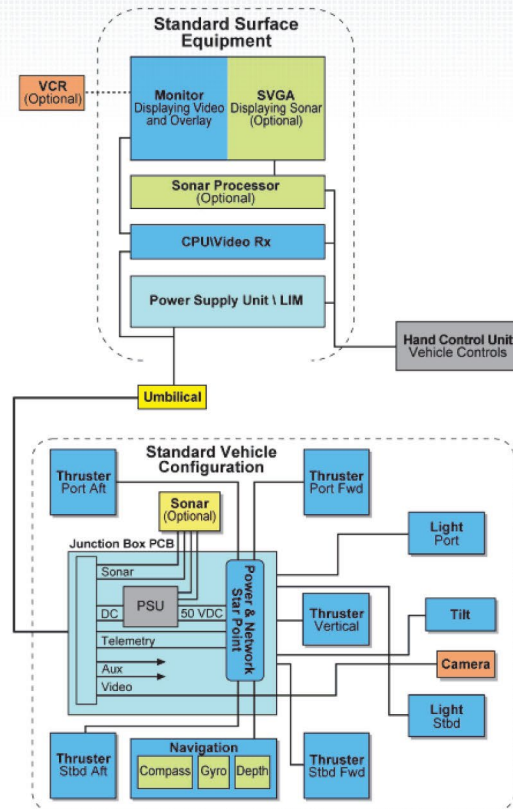 Standard Surface
Equipment
VCR
(Optional)
Monitor
Displaying Video
and Overlay
SVGA
Displaying Sonar
(Optional)
Sonar Processor
(Optional)
CPU\Video Rx
Power Supply Unit \ LIM
Hand Control Unit
Vehicle Controls
Umbilical
Standard Vehicle
Configuration
Thruster
Port Aft
Thruster
Port Fwd
Sonar
(Optional)
Light
Port
Junction Box PCB
Sonar
PSU
DC
50 VDC
Power & Network
Star Point
Thruster
Vertical
Tilt
Telemetry
Aux
Video
Camera
Light
Stbd
Thruster
Stbd Aft
Navigation
Compass
Gyro
Depth
Thruster
Stbd Fwd